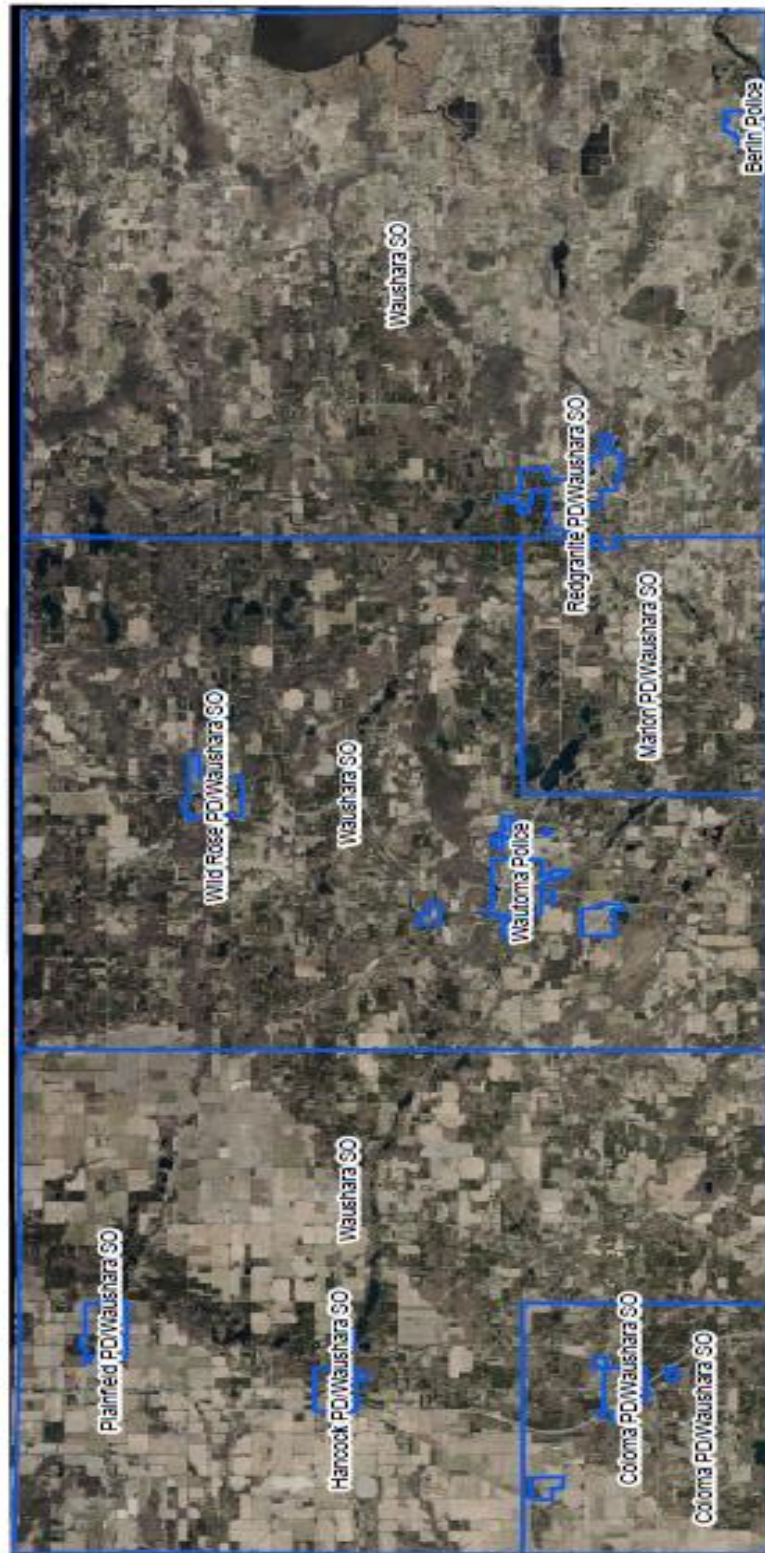 Plainfield PD/Waushara SO
Wild Rose PD/Waushara SO
Hancock PD/Waushara SO
Waushara SO
Waushara SO
Waushara SO
Wautoma Police
Redgranite PD/Waushara SO
Coloma PD/Waushara SO
Marion PD/Waushara SO
Coloma PD/Waushara SO
Berlin Police